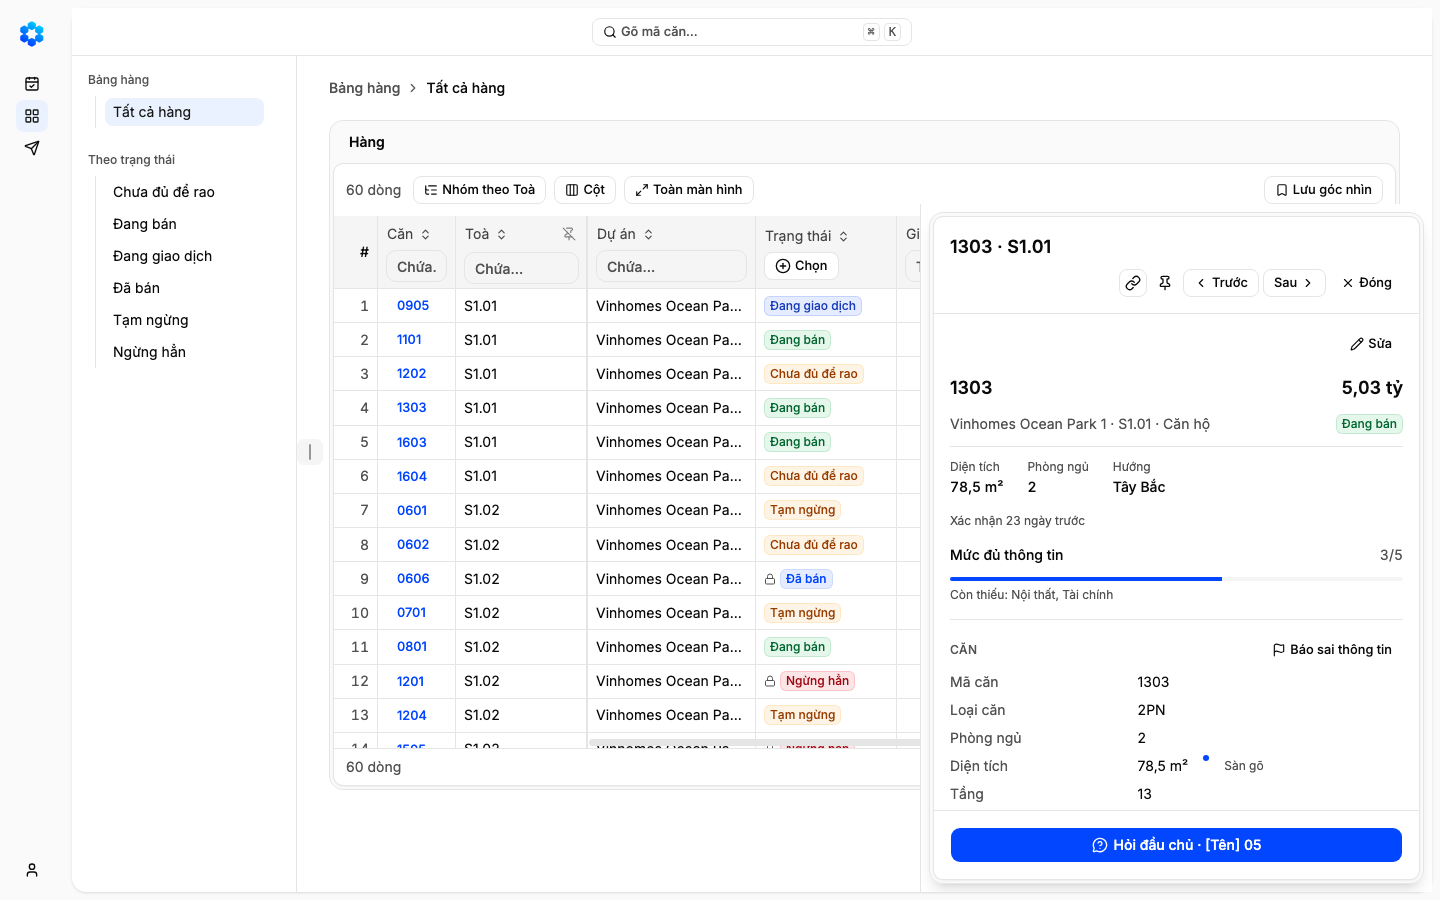 Gõ mã căn... ⌘ K
Bảng hàng
Tất cả hàng
Theo trạng thái
Chưa đủ để rao
Đang bán
Đang giao dịch
Đã bán
Tạm ngừng
Ngừng hẳn
Bảng hàng > Tất cả hàng
Hàng
60 dòng Nhóm theo Toà Cột Toàn màn hình Lưu góc nhìn
# Căn Toà Dự án Trạng thái
Chứa. Chứa... Chứa... Chọn
1 0905 S1.01 Vinhomes Ocean Pa... Đang giao dịch
2 1101 S1.01 Vinhomes Ocean Pa... Đang bán
3 1202 S1.01 Vinhomes Ocean Pa... Chưa đủ để rao
4 1303 S1.01 Vinhomes Ocean Pa... Đang bán
5 1603 S1.01 Vinhomes Ocean Pa... Đang bán
6 1604 S1.01 Vinhomes Ocean Pa... Chưa đủ để rao
7 0601 S1.02 Vinhomes Ocean Pa... Tạm ngừng
8 0602 S1.02 Vinhomes Ocean Pa... Chưa đủ để rao
9 0606 S1.02 Vinhomes Ocean Pa... Đã bán
10 0701 S1.02 Vinhomes Ocean Pa... Tạm ngừng
11 0801 S1.02 Vinhomes Ocean Pa... Đang bán
12 1201 S1.02 Vinhomes Ocean Pa... Ngừng hẳn
13 1204 S1.02 Vinhomes Ocean Pa... Tạm ngừng
60 dòng
1303 · S1.01
Trước Sau Đóng
Sửa
1303 5,03 tỷ
Vinhomes Ocean Park 1 · S1.01 · Căn hộ Đang bán
Diện tích Phòng ngủ Hướng
78,5 m² 2 Tây Bắc
Xác nhận 23 ngày trước
Mức đủ thông tin 3/5
Còn thiếu: Nội thất, Tài chính
CĂN Báo sai thông tin
Mã căn 1303
Loại căn 2PN
Phòng ngủ 2
Diện tích 78,5 m² Sàn gõ
Tầng 13
Hỏi đầu chủ · [Tên] 05